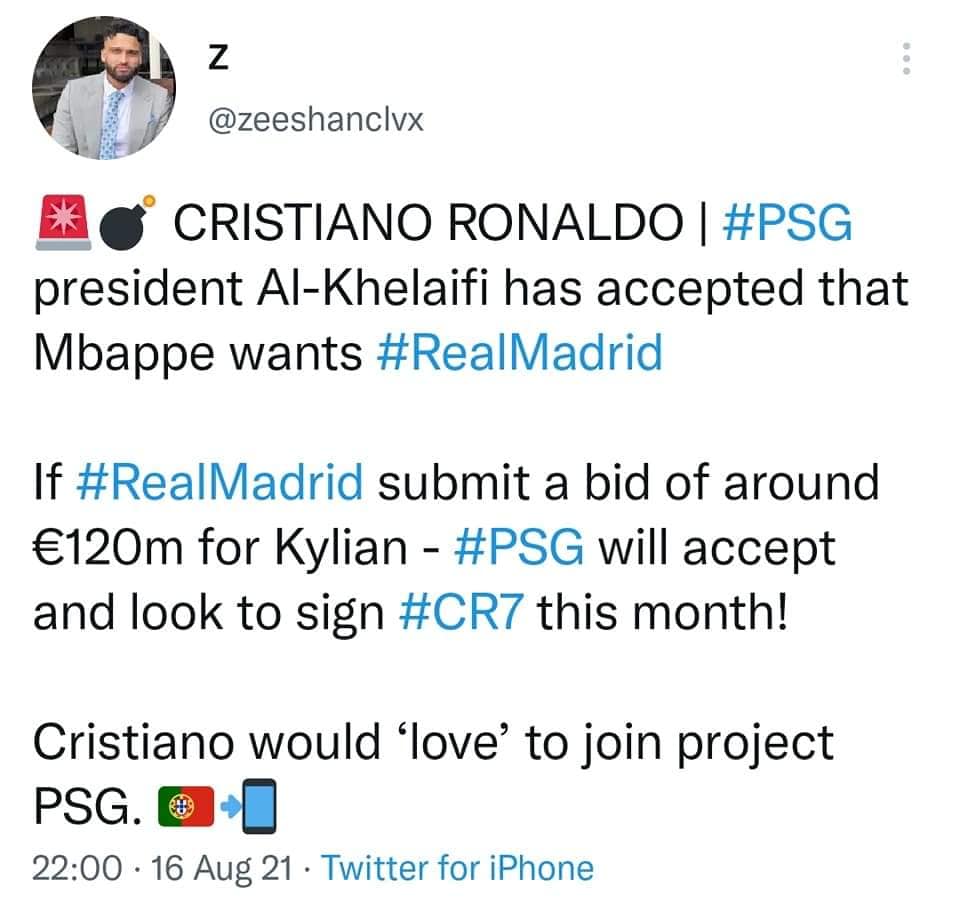 Z
@zeeshanclvx
🚨💣 CRISTIANO RONALDO | #PSG
president Al-Khelaifi has accepted that
Mbappe wants #RealMadrid
If #RealMadrid submit a bid of around
€120m for Kylian - #PSG will accept
and look to sign #CR7 this month!
Cristiano would ‘love’ to join project
PSG. 🇵🇹📲
22:00 · 16 Aug 21 · Twitter for iPhone